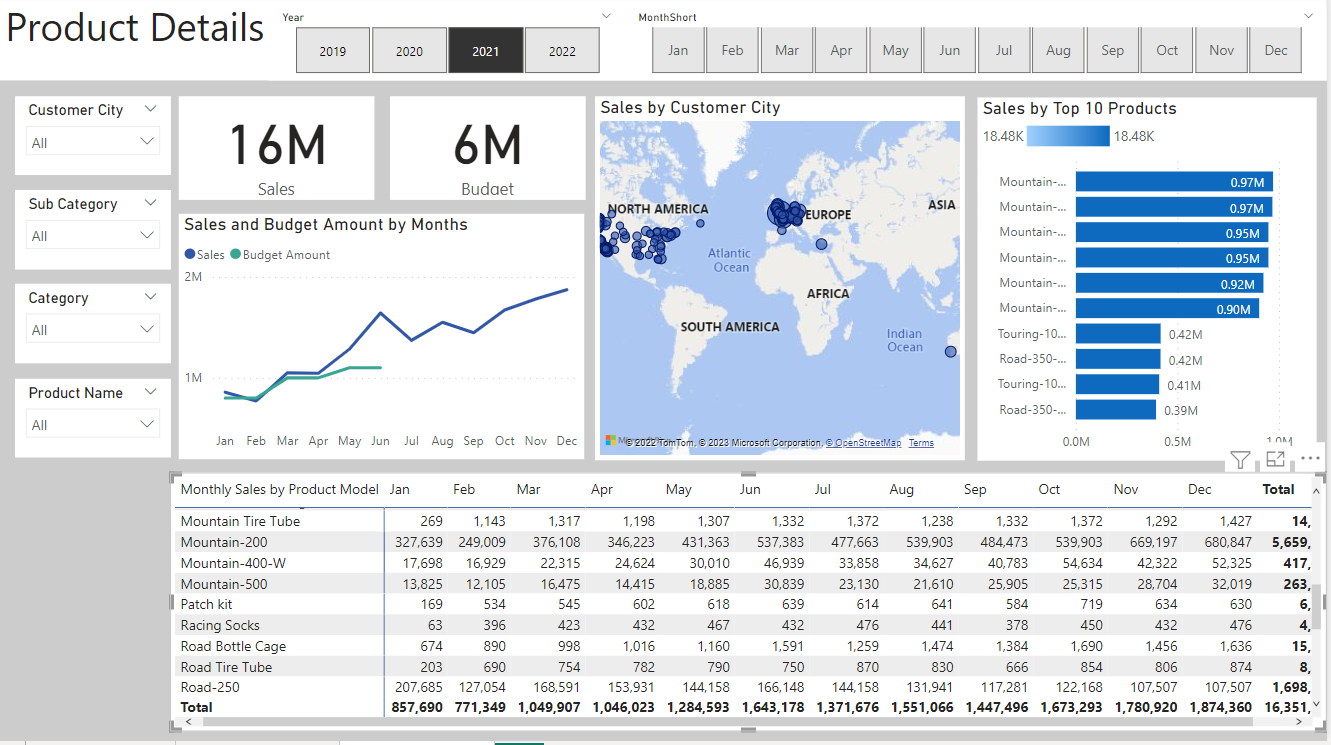 Product Details
Year
2019 2020 2021 2022
MonthShort
Jan Feb Mar Apr May Jun Jul Aug Sep Oct Nov Dec
Customer City
All
Sub Category
All
Category
All
Product Name
All
16M
Sales
6M
Budget
Sales and Budget Amount by Months
Sales Budget Amount
2M
1M
Jan Feb Mar Apr May Jun Jul Aug Sep Oct Nov Dec
Sales by Customer City
NORTH AMERICA
EUROPE
ASIA
Atlantic
Ocean
AFRICA
SOUTH AMERICA
Indian
Ocean
© 2022 TomTom, © 2023 Microsoft Corporation, © OpenStreetMap Terms
Sales by Top 10 Products
18.48K 18.48K
Mountain-... 0.97M
Mountain-... 0.97M
Mountain-... 0.95M
Mountain-... 0.95M
Mountain-... 0.92M
Mountain-... 0.90M
Touring-10... 0.42M
Road-350-... 0.42M
Touring-10... 0.41M
Road-350-... 0.39M
0.0M 0.5M 1.0M
Monthly Sales by Product Model Jan Feb Mar Apr May Jun Jul Aug Sep Oct Nov Dec Total
Mountain Tire Tube 269 1,143 1,317 1,198 1,307 1,332 1,372 1,238 1,332 1,372 1,292 1,427 14,
Mountain-200 327,639 249,009 376,108 346,223 431,363 537,383 477,663 539,903 484,473 539,903 669,197 680,847 5,659,
Mountain-400-W 17,698 16,929 22,315 24,624 30,010 46,939 33,858 34,627 40,783 54,634 42,322 52,325 417,
Mountain-500 13,825 12,105 16,475 14,415 18,885 30,839 23,130 21,610 25,905 25,315 28,704 32,019 263,
Patch kit 169 534 545 602 618 639 614 641 584 719 634 630 6,
Racing Socks 63 396 423 432 467 432 476 441 378 450 432 476 4,
Road Bottle Cage 674 890 998 1,016 1,160 1,591 1,259 1,474 1,384 1,690 1,456 1,636 15,
Road Tire Tube 203 690 754 782 790 750 870 830 666 854 806 874 8,
Road-250 207,685 127,054 168,591 153,931 144,158 166,148 144,158 131,941 117,281 122,168 107,507 107,507 1,698,
Total 857,690 771,349 1,049,907 1,046,023 1,284,593 1,643,178 1,371,676 1,551,066 1,447,496 1,673,293 1,780,920 1,874,360 16,351,